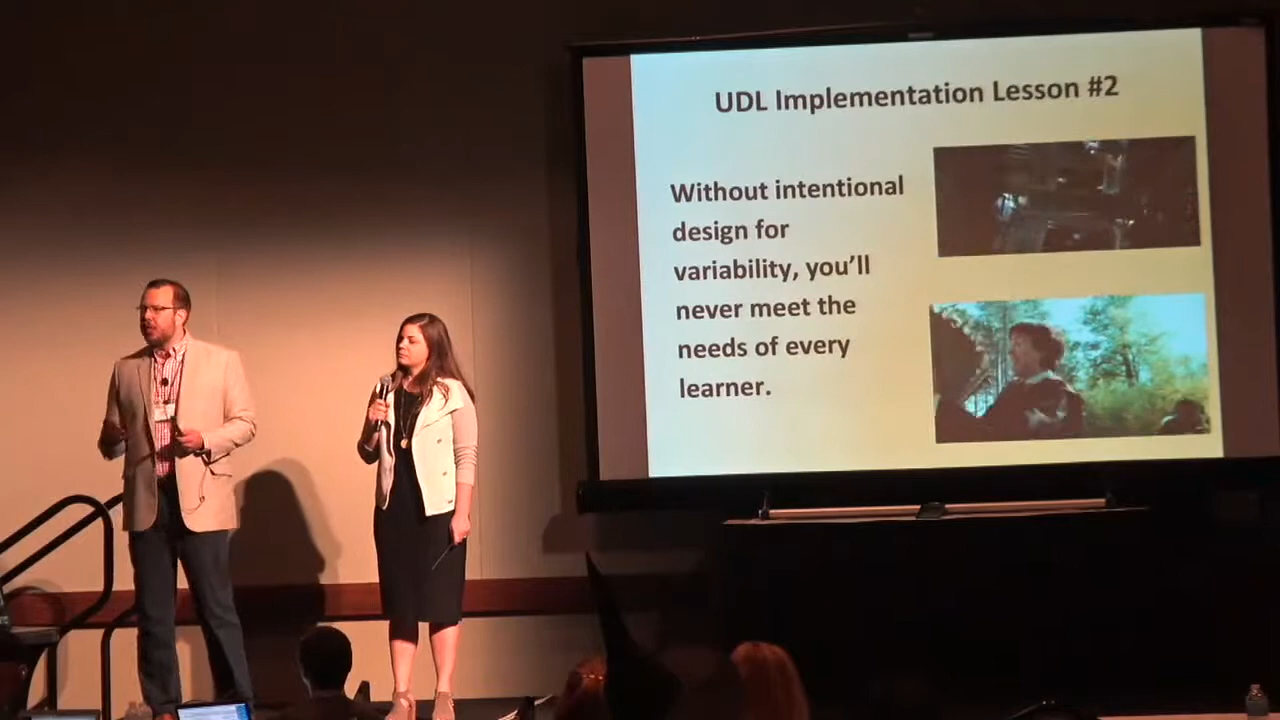 UDL Implementation Lesson #2
Without intentional
design for
variability, you’ll
never meet the
needs of every
learner.